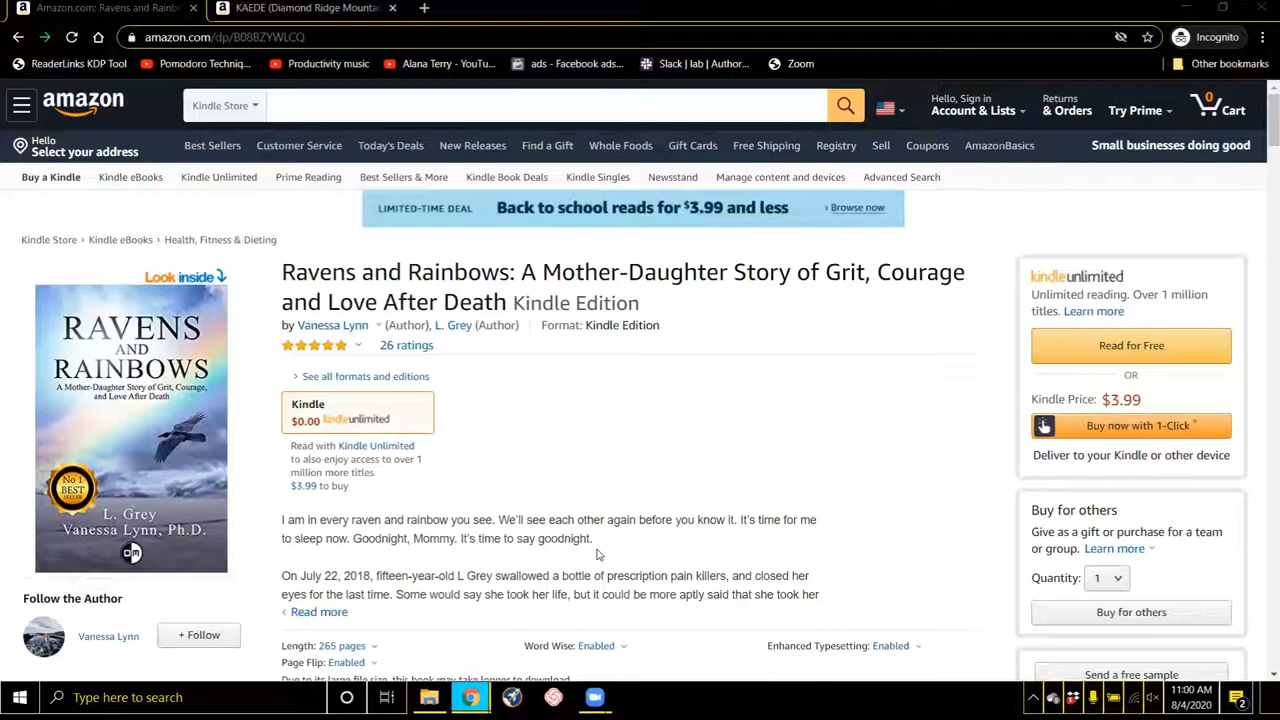 Amazon.com: Ravens and Rainb
KAEDE (Diamond Ridge Mountai
amazon.com/dp/B08BZYWLCQ
Incognito
ReaderLinks KDP Tool
Pomodoro Techniq...
Productivity music
Alana Terry - YouTu...
ads - Facebook ads...
Slack | lab | Author...
Zoom
Other bookmarks
amazon
Kindle Store
Hello, Sign in
Account & Lists
Returns
& Orders
Try Prime
0
Cart
Hello
Select your address
Best Sellers
Customer Service
Today's Deals
New Releases
Find a Gift
Whole Foods
Gift Cards
Free Shipping
Registry
Sell
Coupons
AmazonBasics
Small businesses doing good
Buy a Kindle
Kindle eBooks
Kindle Unlimited
Prime Reading
Best Sellers & More
Kindle Book Deals
Kindle Singles
Newsstand
Manage content and devices
Advanced Search
LIMITED-TIME DEAL
Back to school reads for $3.99 and less
› Browse now
Kindle Store › Kindle eBooks › Health, Fitness & Dieting
Look inside
RAVENS
AND
RAINBOWS
A Mother-Daughter Story of Grit, Courage,
and Love After Death
No 1
BEST
SELLER
L. Grey
Vanessa Lynn, Ph.D.
Follow the Author
Vanessa Lynn
+ Follow
Ravens and Rainbows: A Mother-Daughter Story of Grit, Courage
and Love After Death Kindle Edition
by Vanessa Lynn (Author), L. Grey (Author) | Format: Kindle Edition
26 ratings
› See all formats and editions
Kindle
$0.00 kindleunlimited
Read with Kindle Unlimited
to also enjoy access to over 1
million more titles
$3.99 to buy
I am in every raven and rainbow you see. We'll see each other again before you know it. It's time for me
to sleep now. Goodnight, Mommy. It's time to say goodnight.
On July 22, 2018, fifteen-year-old L Grey swallowed a bottle of prescription pain killers, and closed her
eyes for the last time. Some would say she took her life, but it could be more aptly said that she took her
‹ Read more
Length: 265 pages
Word Wise: Enabled
Enhanced Typesetting: Enabled
Page Flip: Enabled
Due to its large file size, this book may take longer to download
kindleunlimited
Unlimited reading. Over 1 million
titles. Learn more
Read for Free
OR
Kindle Price: $3.99
Buy now with 1-Click
Deliver to your Kindle or other device
Buy for others
Give as a gift or purchase for a team
or group. Learn more
Quantity: 1
Buy for others
Send a free sample
Type here to search
11:00 AM
8/4/2020
2